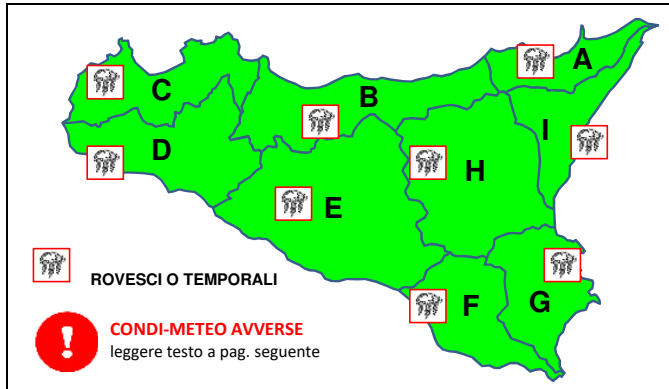 A
C
B
I
D
H
E
F
G
ROVESCI O TEMPORALI
CONDI-METEO AVVERSE
leggere testo a pag. seguente
!